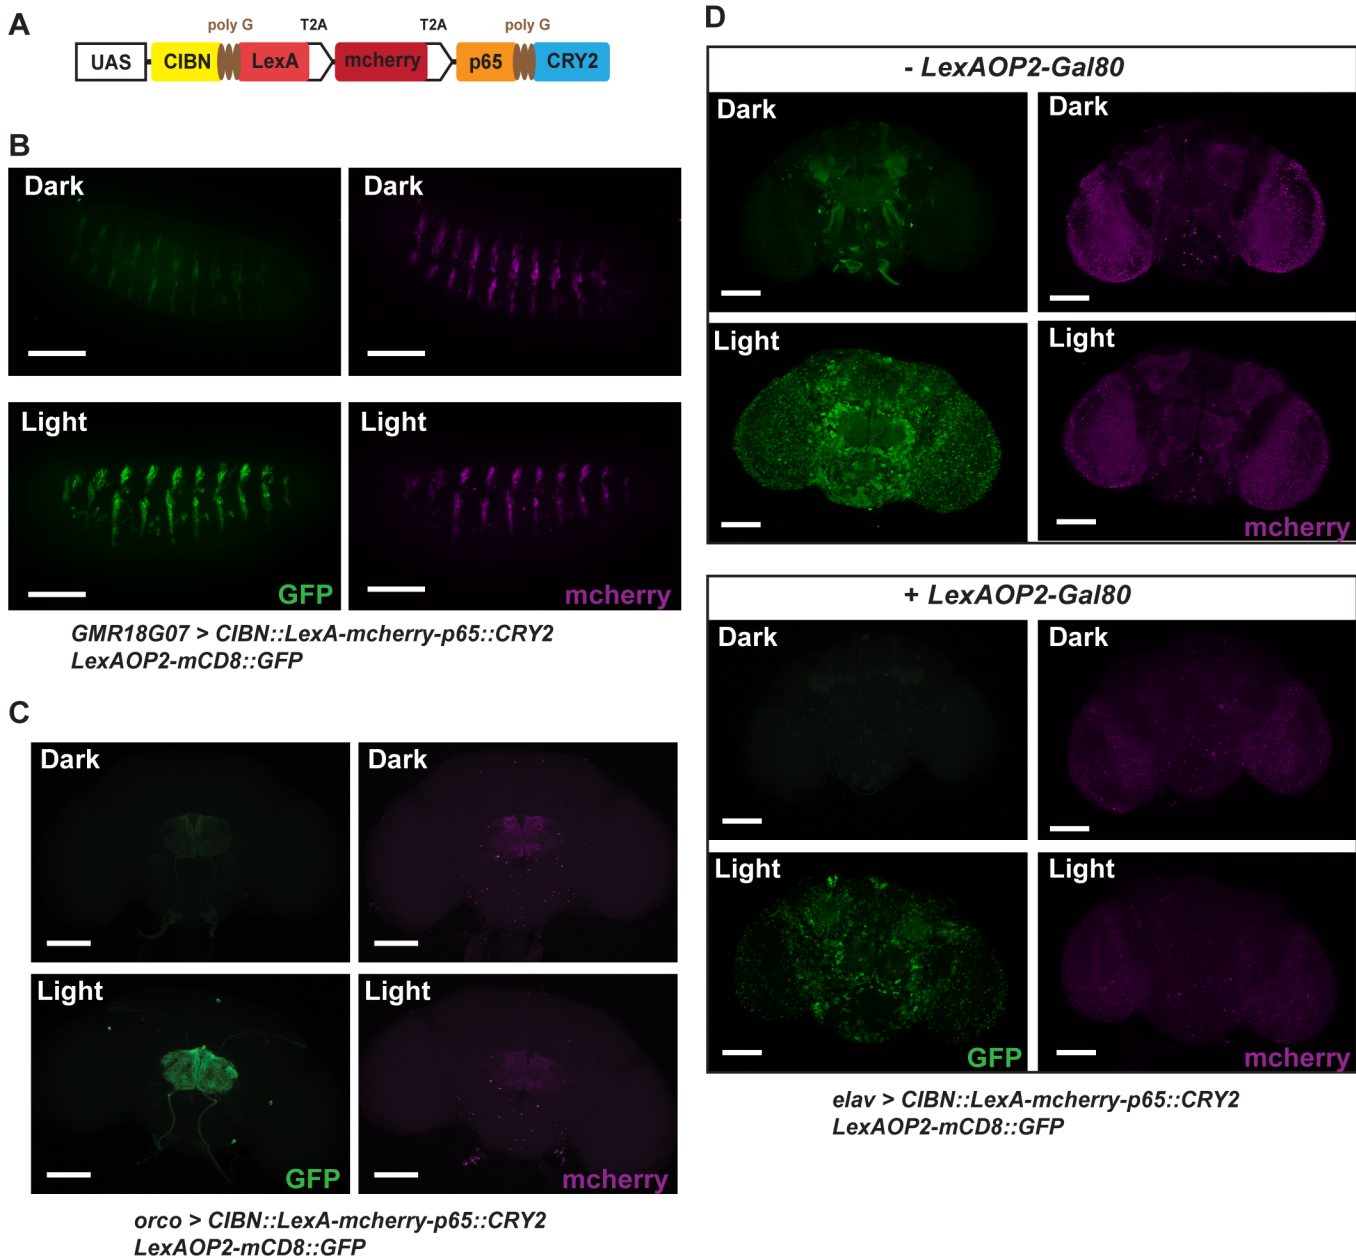 A
poly G
T2A
T2A
poly G
UAS
CIBN
LexA
mcherry
p65
CRY2
B
Dark
Dark
Light
Light
GFP
mcherry
GMR18G07 > CIBN::LexA-mcherry-p65::CRY2
LexAOP2-mCD8::GFP
C
Dark
Dark
Light
Light
GFP
mcherry
orco > CIBN::LexA-mcherry-p65::CRY2
LexAOP2-mCD8::GFP
D
- LexAOP2-Gal80
Dark
Dark
Light
Light
mcherry
+ LexAOP2-Gal80
Dark
Dark
Light
Light
GFP
mcherry
elav > CIBN::LexA-mcherry-p65::CRY2
LexAOP2-mCD8::GFP